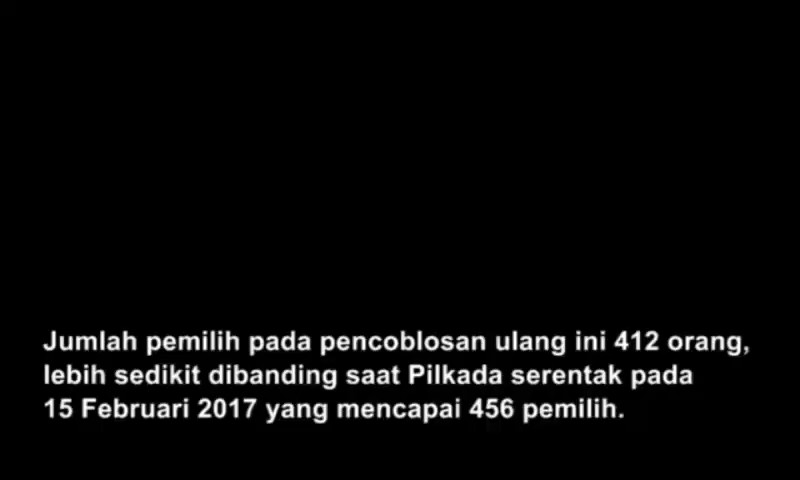 Jumlah pemilih pada pencoblosan ulang ini 412 orang,
lebih sedikit dibanding saat Pilkada serentak pada
15 Februari 2017 yang mencapai 456 pemilih.